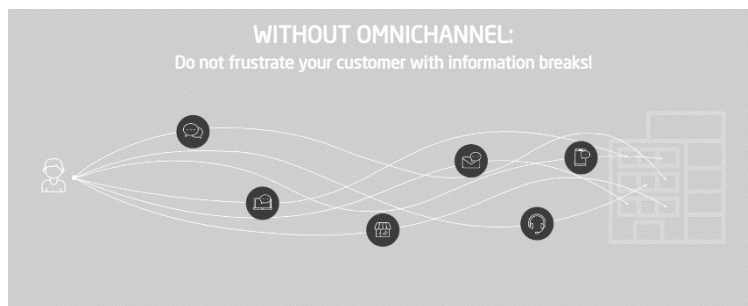 WITHOUT OMNICHANNEL:
Do not frustrate your customer with information breaks!